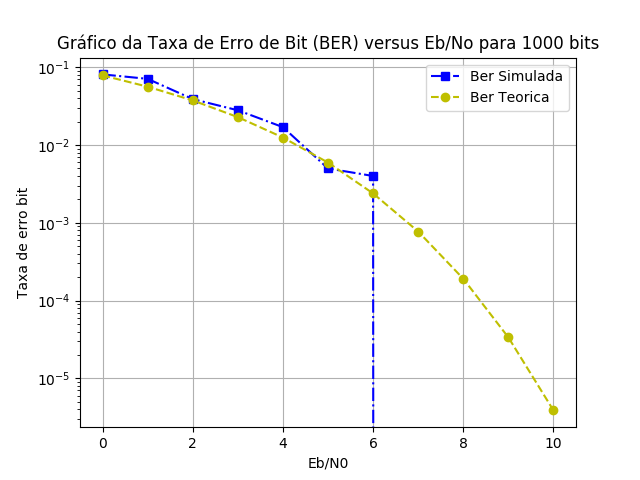 Gráfico da Taxa de Erro de Bit (BER) versus Eb/No para 1000 bits
Ber Simulada
Ber Teorica
Taxa de erro bit
10⁻¹
10⁻²
10⁻³
10⁻⁴
10⁻⁵
0 2 4 6 8 10
Eb/N0